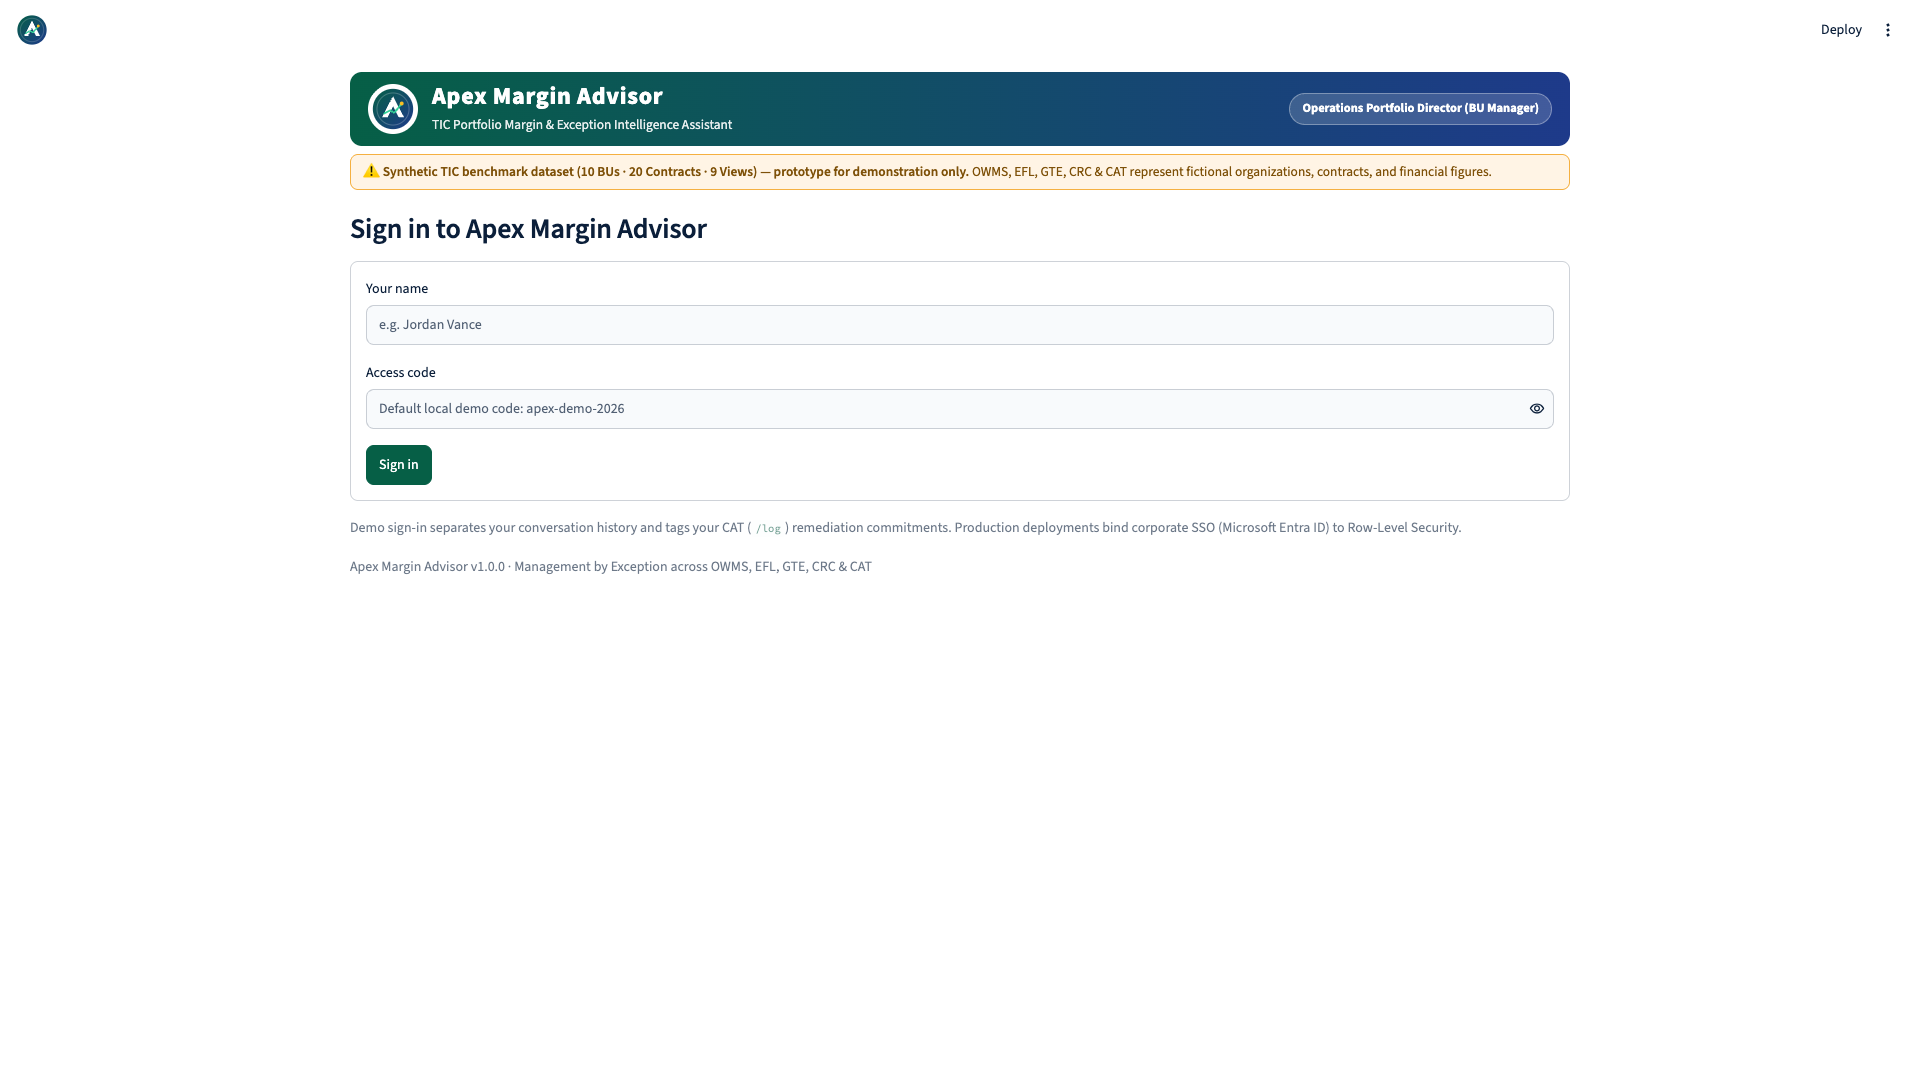 Deploy
Apex Margin Advisor
TIC Portfolio Margin & Exception Intelligence Assistant
Operations Portfolio Director (BU Manager)
⚠️ Synthetic TIC benchmark dataset (10 BUs · 20 Contracts · 9 Views) — prototype for demonstration only. OWMS, EFL, GTE, CRC & CAT represent fictional organizations, contracts, and financial figures.
Sign in to Apex Margin Advisor
Your name
e.g. Jordan Vance
Access code
Default local demo code: apex-demo-2026
Sign in
Demo sign-in separates your conversation history and tags your CAT ( /log ) remediation commitments. Production deployments bind corporate SSO (Microsoft Entra ID) to Row-Level Security.
Apex Margin Advisor v1.0.0 · Management by Exception across OWMS, EFL, GTE, CRC & CAT